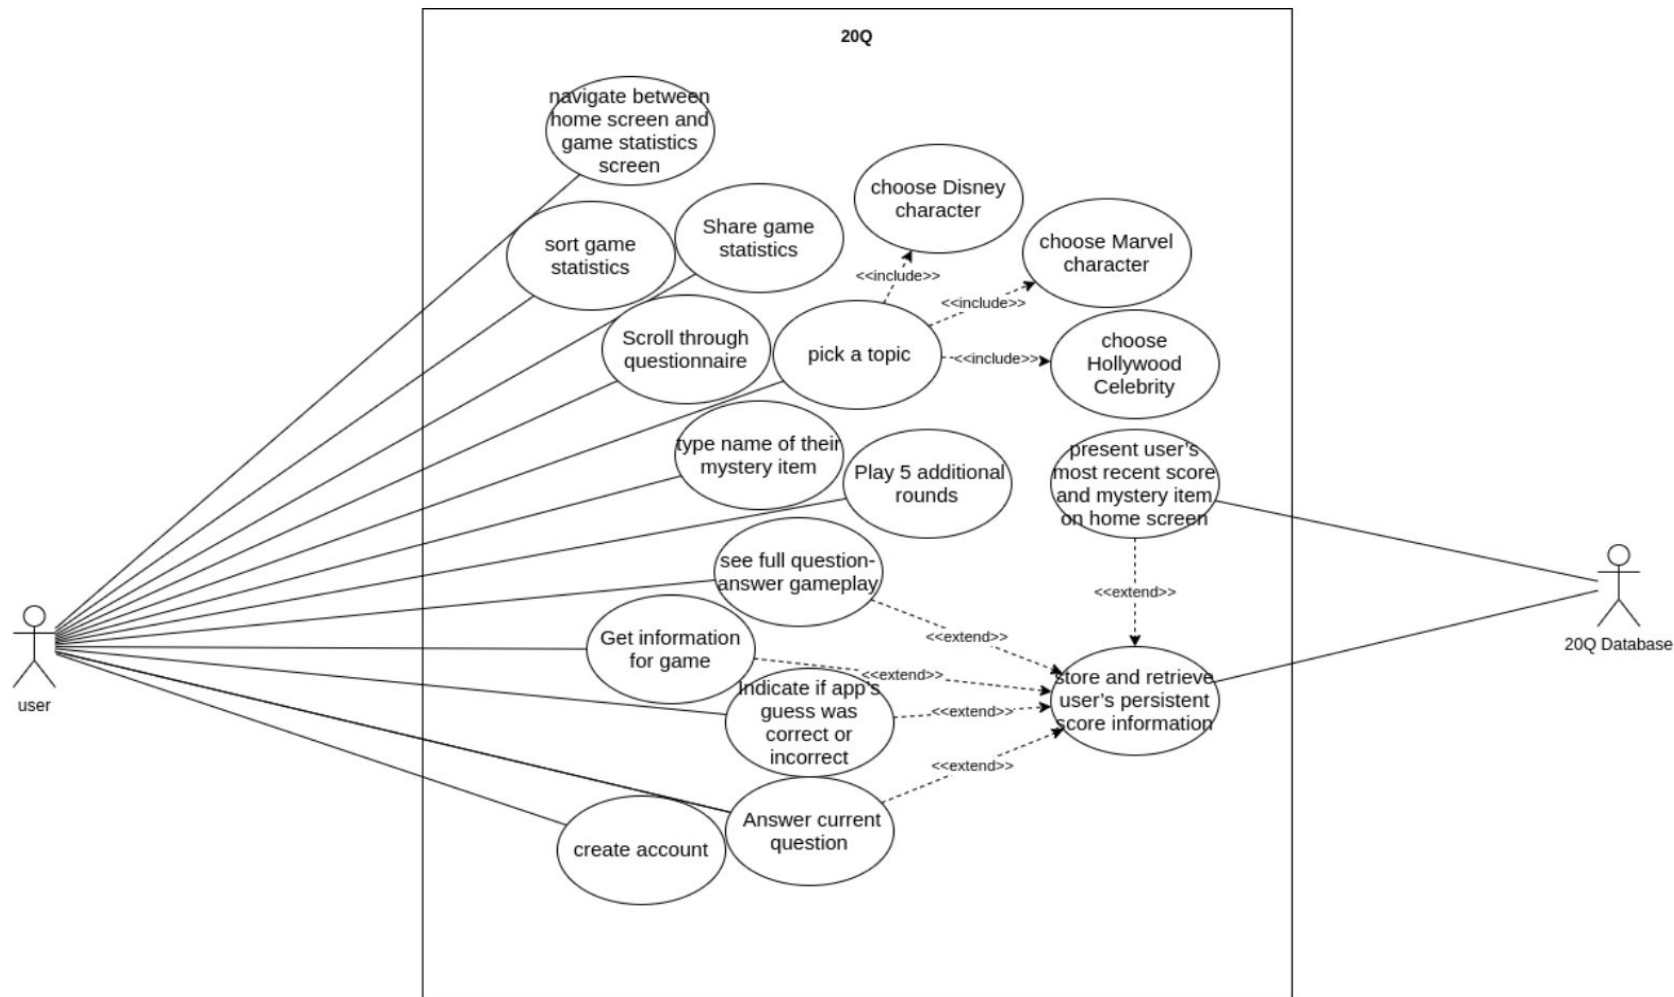 20Q
navigate between
home screen and
game statistics
screen
sort game
statistics
Share game
statistics
choose Disney
character
choose Marvel
character
<<include>>
<<include>>
<<include>>
Scroll through
questionnaire
pick a topic
choose
Hollywood
Celebrity
type name of their
mystery item
Play 5 additional
rounds
present user's
most recent score
and mystery item
on home screen
see full question-
answer gameplay
<<extend>>
<<extend>>
Get information
for game
<<extend>>
Indicate if app's
guess was
correct or
incorrect
<<extend>>
store and retrieve
user's persistent
score information
<<extend>>
Answer current
question
create account
user
20Q Database